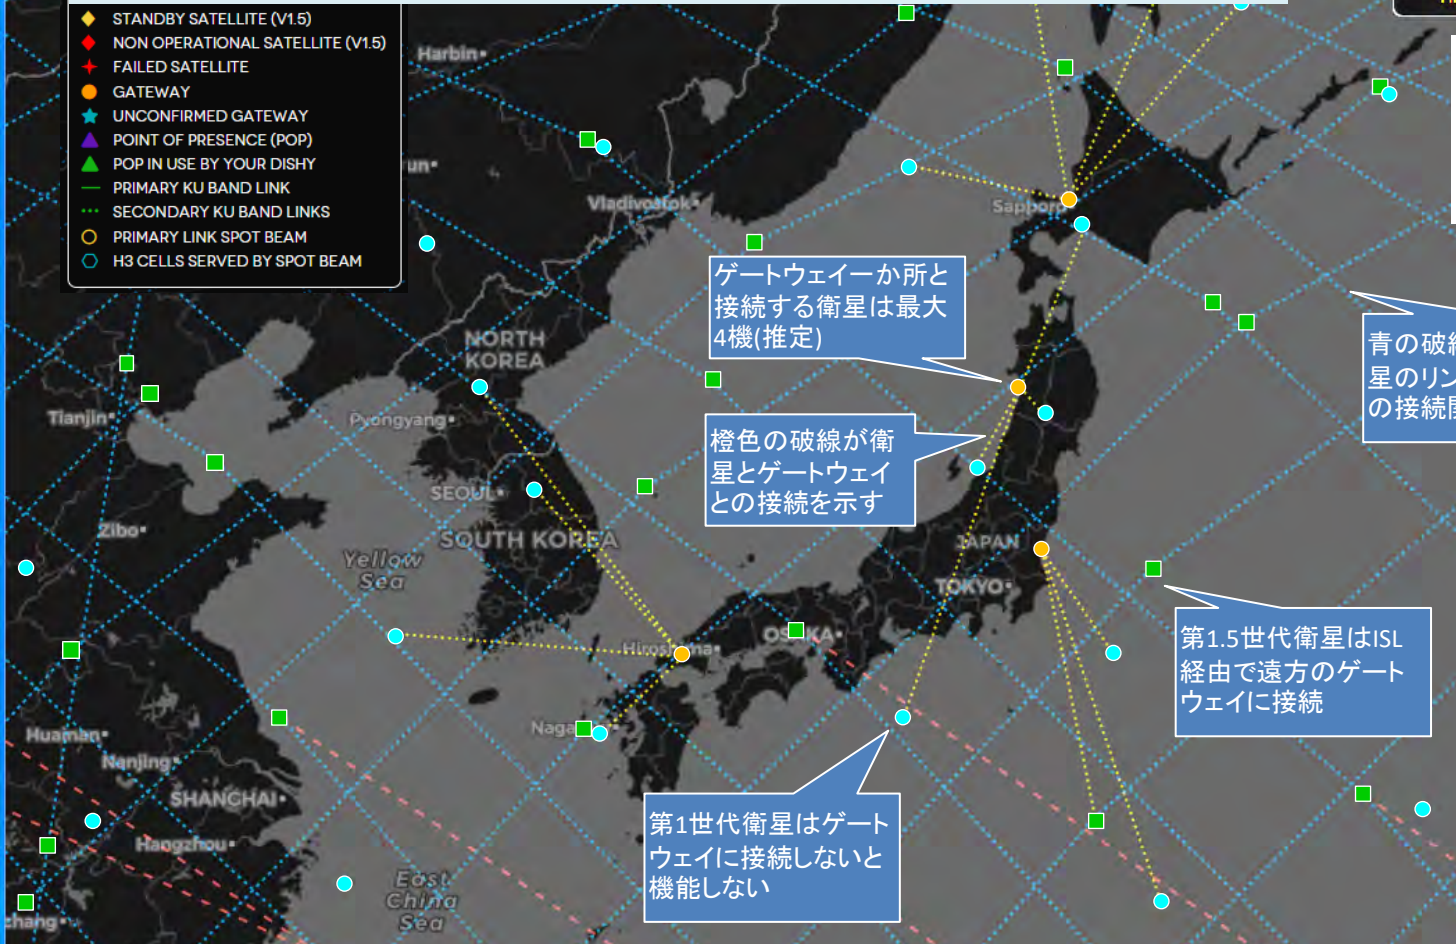 STANDBY SATELLITE (V1.5)
NON OPERATIONAL SATELLITE (V1.5)
FAILED SATELLITE
GATEWAY
UNCONFIRMED GATEWAY
POINT OF PRESENCE (POP)
POP IN USE BY YOUR DISHY
PRIMARY KU BAND LINK
SECONDARY KU BAND LINKS
PRIMARY LINK SPOT BEAM
H3 CELLS SERVED BY SPOT BEAM
Harbin
Vladivostok
Sapporo
ゲートウェイ一か所と
接続する衛星は最大
4機(推定)
NORTH
KOREA
青の破線
星のリン
の接続
Tianjin
Pyongyang
橙色の破線が衛
星とゲートウェイ
との接続を示す
SEOUL
SOUTH KOREA
Zibo
Yellow
Sea
JAPAN
TOKYO
OSAKA
Hiroshima
第1.5世代衛星はISL
経由で遠方のゲート
ウェイに接続
Naga
Huainan
Nanjing
SHANGHAI
Hangzhou
第1世代衛星はゲート
ウェイに接続しないと
機能しない
East
China
Sea
zhang